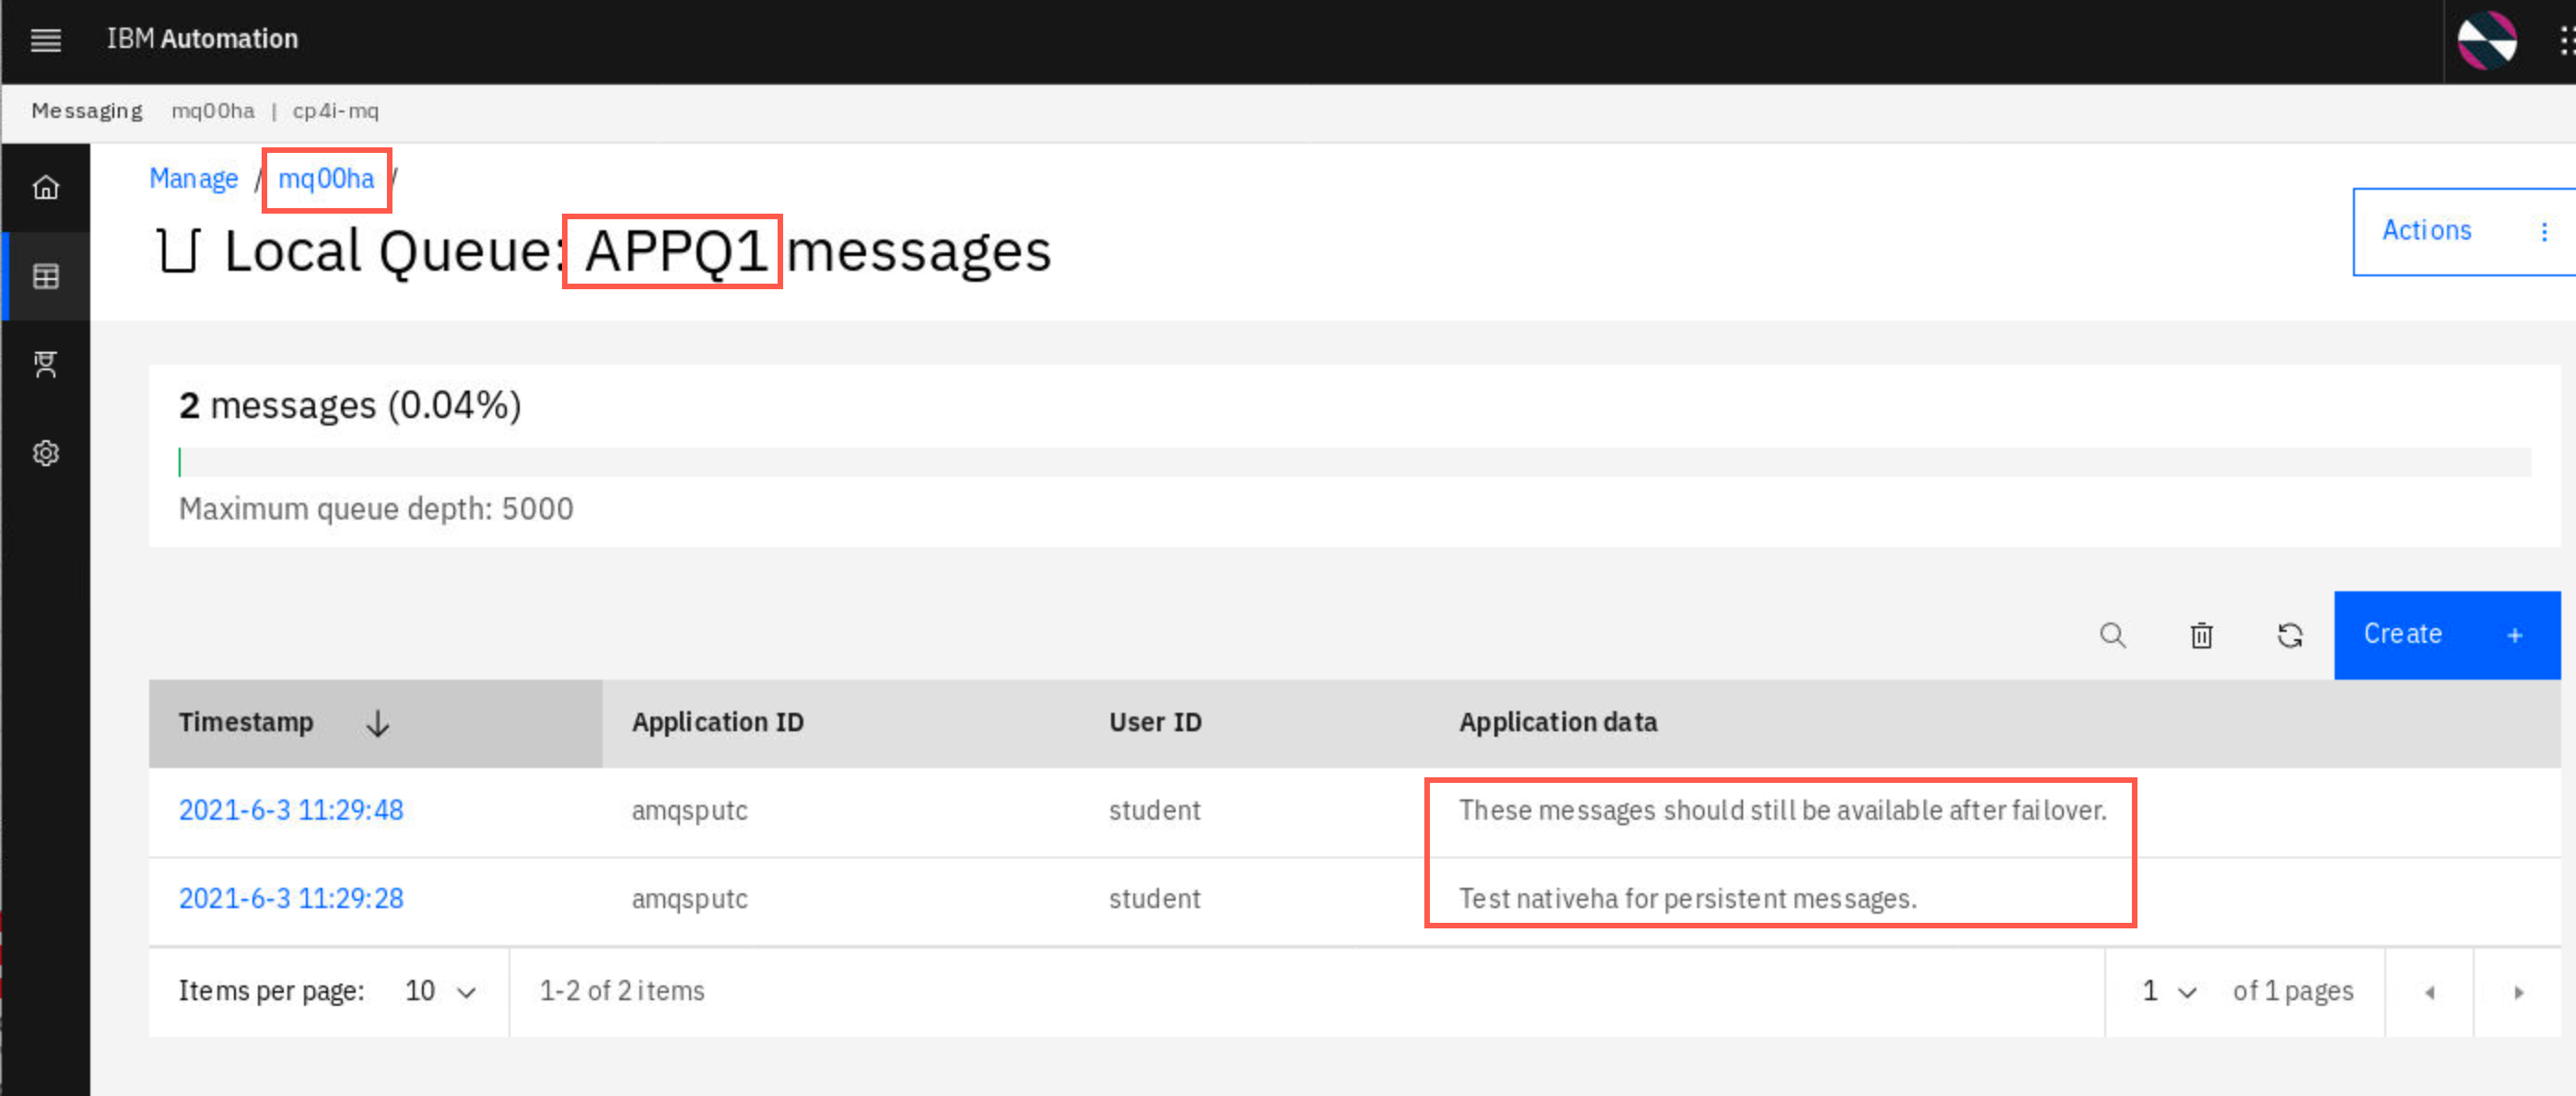 IBM Automation
Messaging mq00ha | cp4i-mq
Manage / mq00ha /
Local Queue: APPQ1 messages
Actions
2 messages (0.04%)
Maximum queue depth: 5000
Create +
Timestamp Application ID User ID Application data
2021-6-3 11:29:48 amqsputc student These messages should still be available after failover.
2021-6-3 11:29:28 amqsputc student Test nativeha for persistent messages.
Items per page: 10 1-2 of 2 items 1 of 1 pages